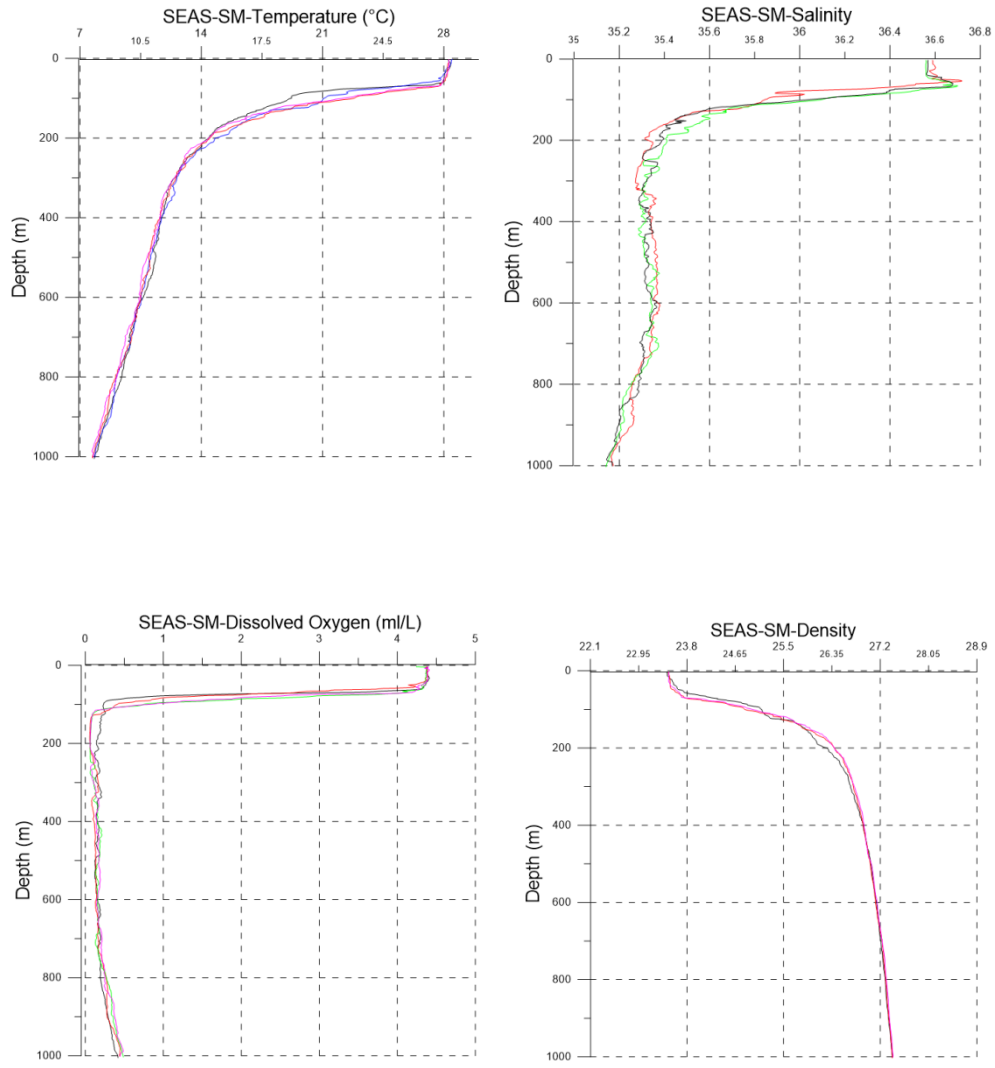 SEAS-SM-Temperature (°C)
7 14 21 28
10.5 17.5 24.5
0
200
400
600
800
1000
Depth (m)
SEAS-SM-Salinity
35 35.2 35.4 35.6 35.8 36 36.2 36.4 36.6 36.8
0
200
400
600
800
1000
Depth (m)
SEAS-SM-Dissolved Oxygen (ml/L)
0 1 2 3 4 5
0
200
400
600
800
1000
Depth (m)
SEAS-SM-Density
22.1 23.8 25.5 27.2 28.9
22.95 24.65 26.35 28.05
0
200
400
600
800
1000
Depth (m)